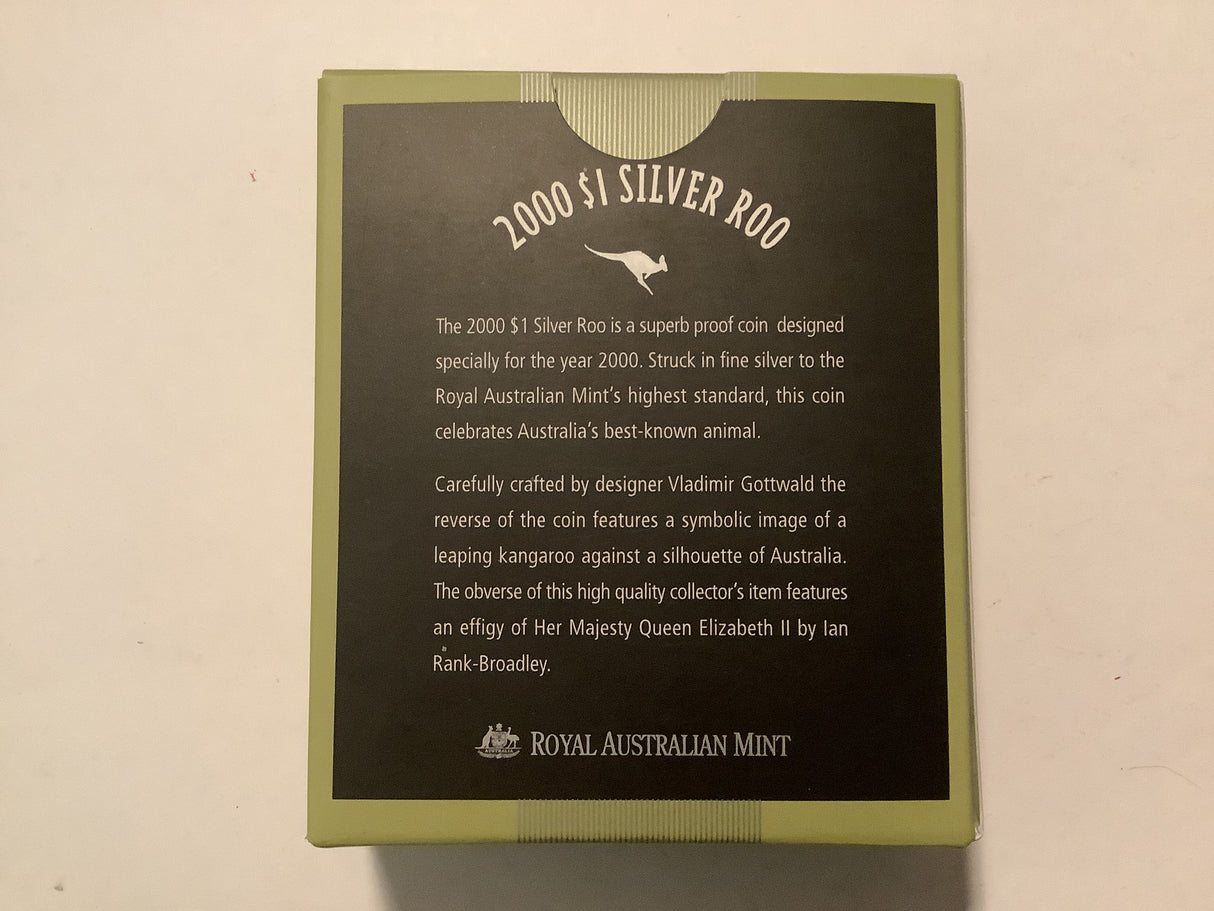 2000 $1 SILVER ROO
The 2000 $1 Silver Roo is a superb proof coin designed
specially for the year 2000. Struck in fine silver to the
Royal Australian Mint's highest standard, this coin
celebrates Australia's best-known animal.
Carefully crafted by designer Vladimir Gottwald the
reverse of the coin features a symbolic image of a
leaping kangaroo against a silhouette of Australia.
The obverse of this high quality collector's item features
an effigy of Her Majesty Queen Elizabeth II by Ian
Rank-Broadley.
AUSTRALIA
ROYAL AUSTRALIAN MINT